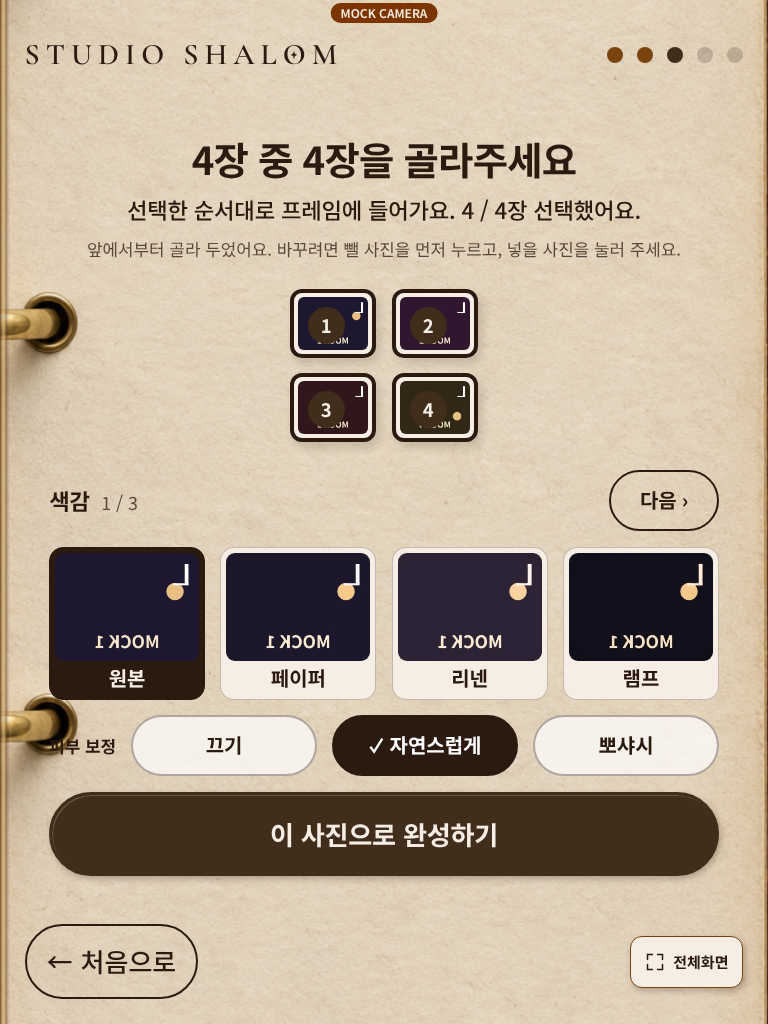 MOCK CAMERA
STUDIO SHALOM
4장 중 4장을 골라주세요
선택한 순서대로 프레임에 들어가요. 4 / 4장 선택했어요.
앞에서부터 골라 두었어요. 바꾸려면 뺄 사진을 먼저 누르고, 넣을 사진을 눌러 주세요.
1
2
3
4
색감 1 / 3
다음 ›
MOCK 1
MOCK 1
MOCK 1
MOCK 1
원본
페이퍼
리넨
램프
피부 보정
끄기
✓ 자연스럽게
뽀샤시
이 사진으로 완성하기
← 처음으로
전체화면